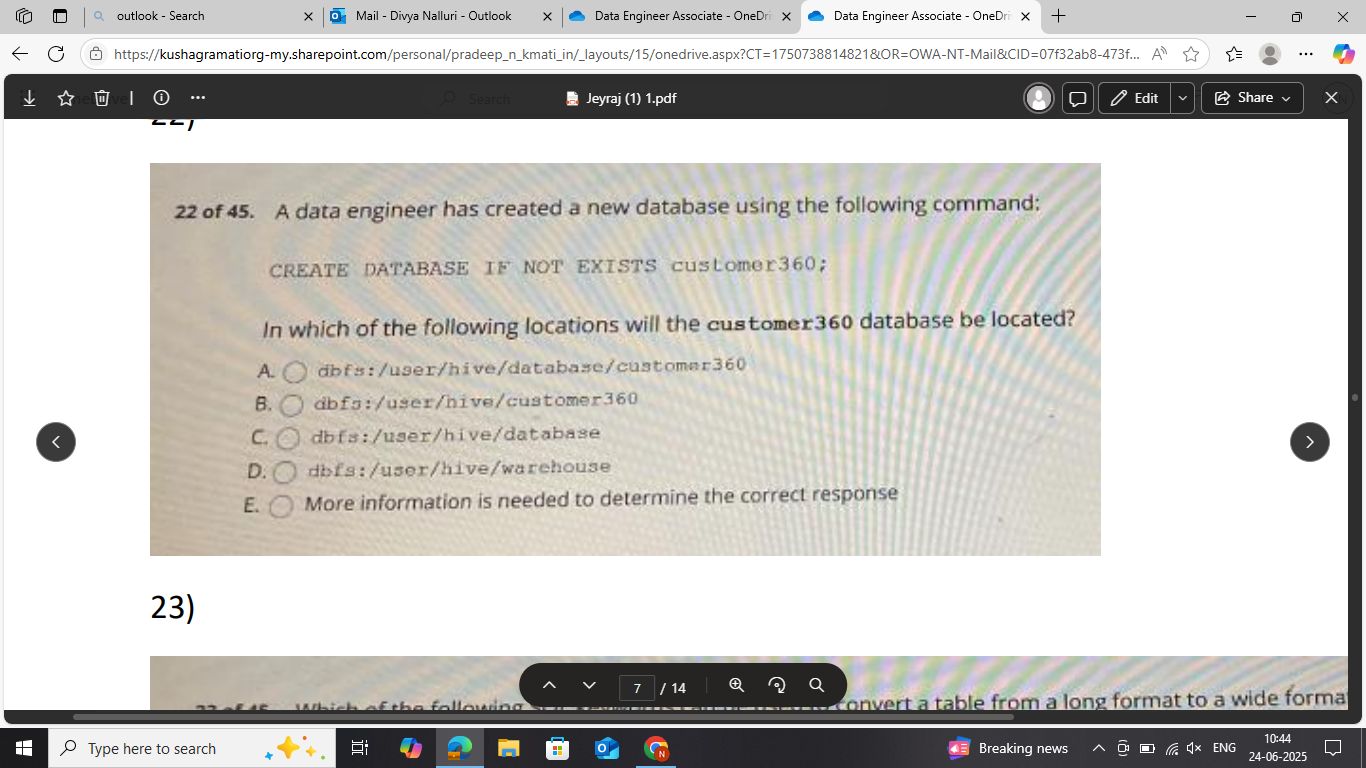 outlook - Search
Mail - Divya Nalluri - Outlook
Data Engineer Associate - OneDri
Data Engineer Associate - OneDri
https://kushagramatiorg-my.sharepoint.com/personal/pradeep_n_kmati_in/_layouts/15/onedrive.aspx?CT=1750738814821&OR=OWA-NT-Mail&CID=07f32ab8-473f...
Search
Jeyraj (1) 1.pdf
Edit
Share
22)
22 of 45. A data engineer has created a new database using the following command:
CREATE DATABASE IF NOT EXISTS customer360;
In which of the following locations will the customer360 database be located?
A. dbfs:/user/hive/database/customer360
B. dbfs:/user/hive/customer360
C. dbfs:/user/hive/database
D. dbfs:/user/hive/warehouse
E. More information is needed to determine the correct response
23)
Which of the following convert a table from a long format to a wide forma
7 / 14
Type here to search
Breaking news
ENG
10:44
24-06-2025
N